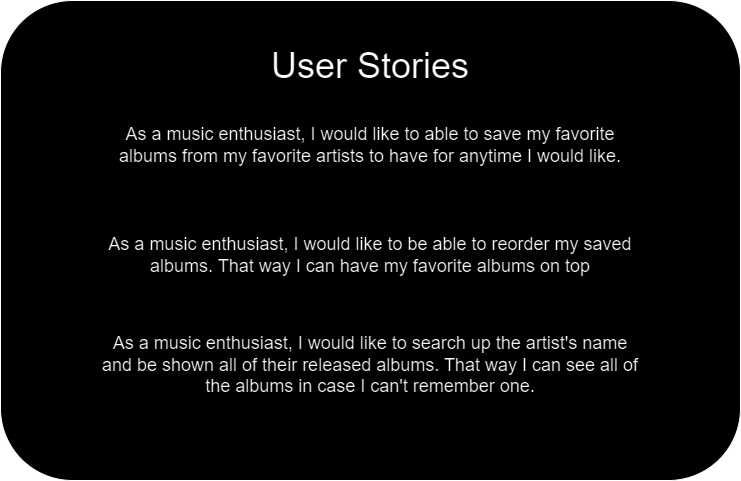 User Stories
As a music enthusiast, I would like to able to save my favorite
albums from my favorite artists to have for anytime I would like.
As a music enthusiast, I would like to be able to reorder my saved
albums. That way I can have my favorite albums on top
As a music enthusiast, I would like to search up the artist's name
and be shown all of their released albums. That way I can see all of
the albums in case I can't remember one.